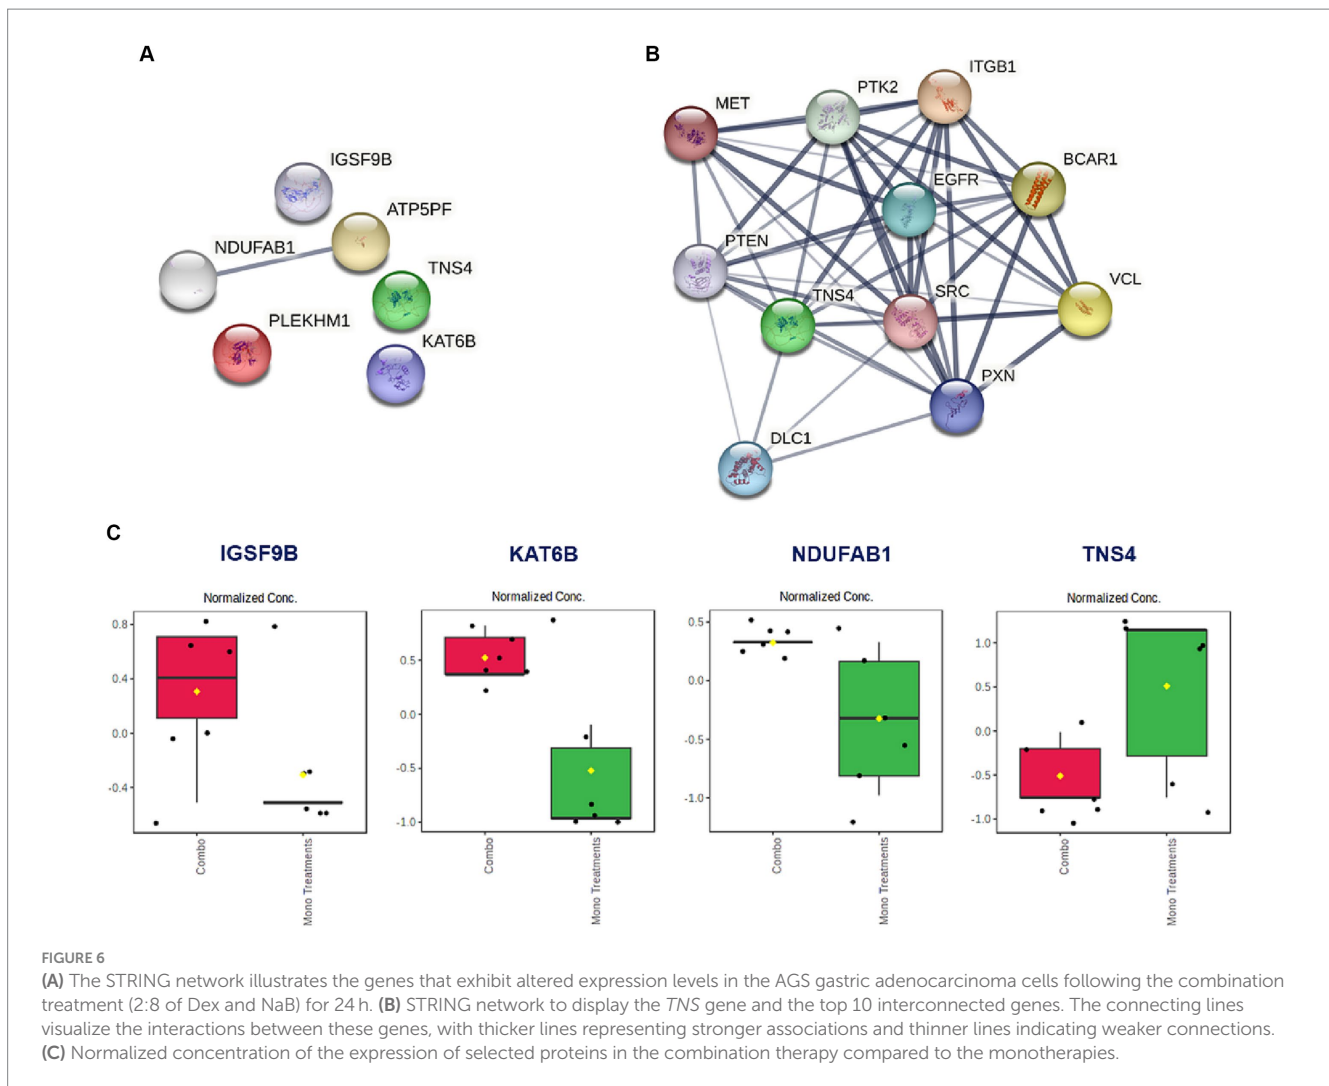 A
B
IGSF9B
ATP5PF
NDUFAB1
TNS4
PLEKHM1
KAT6B
ITGB1
PTK2
MET
BCAR1
EGFR
PTEN
VCL
TNS4
SRC
PXN
DLC1
C
IGSF9B
KAT6B
NDUFAB1
TNS4
Normalized Conc.
Normalized Conc.
Normalized Conc.
Normalized Conc.
0.8
0.4
0.0
-0.4
Combo
Mono Treatments
0.5
0.0
-0.5
-1.0
Combo
Mono Treatments
0.5
0.0
-0.5
-1.0
Combo
Mono Treatments
1.0
0.5
0.0
-0.5
-1.0
Combo
Mono Treatments
FIGURE 6
(A) The STRING network illustrates the genes that exhibit altered expression levels in the AGS gastric adenocarcinoma cells following the combination
treatment (2:8 of Dex and NaB) for 24 h. (B) STRING network to display the TNS gene and the top 10 interconnected genes. The connecting lines
visualize the interactions between these genes, with thicker lines representing stronger associations and thinner lines indicating weaker connections.
(C) Normalized concentration of the expression of selected proteins in the combination therapy compared to the monotherapies.